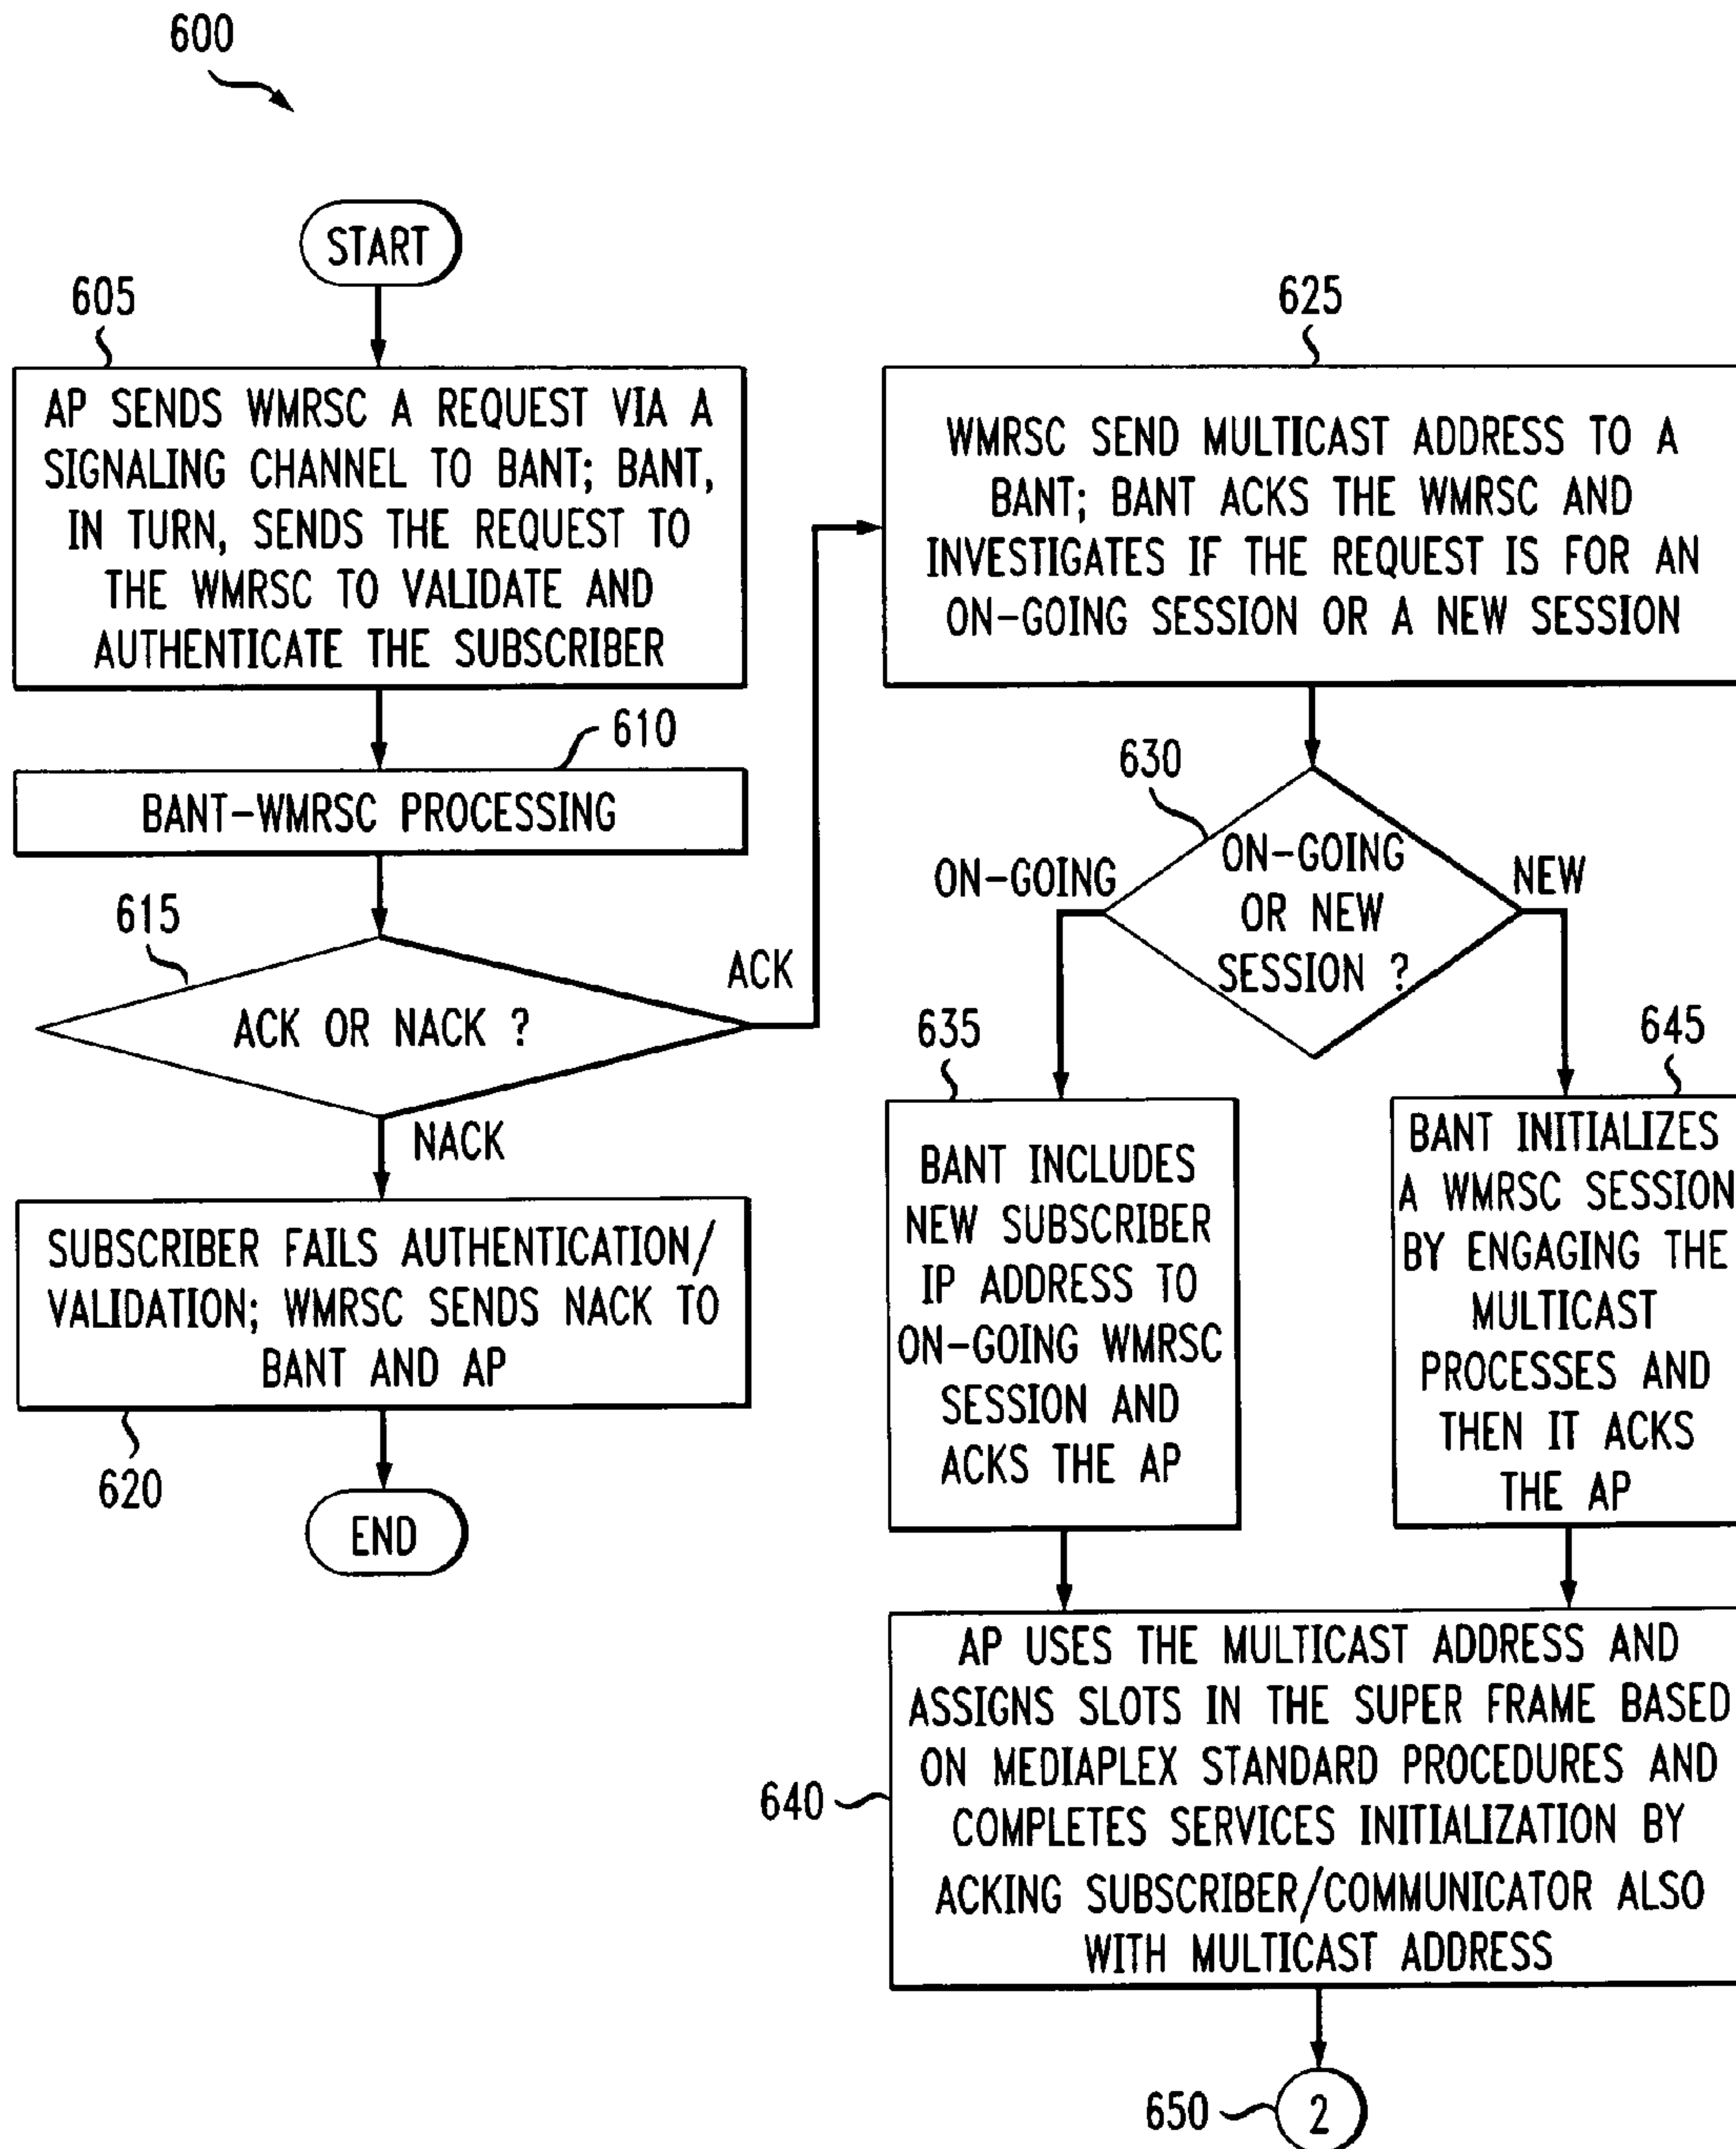 600
START
605
AP SENDS WMRSC A REQUEST VIA A
SIGNALING CHANNEL TO BANT; BANT,
IN TURN, SENDS THE REQUEST TO
THE WMRSC TO VALIDATE AND
AUTHENTICATE THE SUBSCRIBER
610
BANT-WMRSC PROCESSING
615
ACK OR NACK ?
ACK
NACK
SUBSCRIBER FAILS AUTHENTICATION/
VALIDATION; WMRSC SENDS NACK TO
BANT AND AP
620
END
625
WMRSC SEND MULTICAST ADDRESS TO A
BANT; BANT ACKS THE WMRSC AND
INVESTIGATES IF THE REQUEST IS FOR AN
ON-GOING SESSION OR A NEW SESSION
630
ON-GOING
OR NEW
SESSION ?
ON-GOING
NEW
635
BANT INCLUDES
NEW SUBSCRIBER
IP ADDRESS TO
ON-GOING WMRSC
SESSION AND
ACKS THE AP
645
BANT INITIALIZES
A WMRSC SESSION
BY ENGAGING THE
MULTICAST
PROCESSES AND
THEN IT ACKS
THE AP
640
AP USES THE MULTICAST ADDRESS AND
ASSIGNS SLOTS IN THE SUPER FRAME BASED
ON MEDIAPLEX STANDARD PROCEDURES AND
COMPLETES SERVICES INITIALIZATION BY
ACKING SUBSCRIBER/COMMUNICATOR ALSO
WITH MULTICAST ADDRESS
650
2